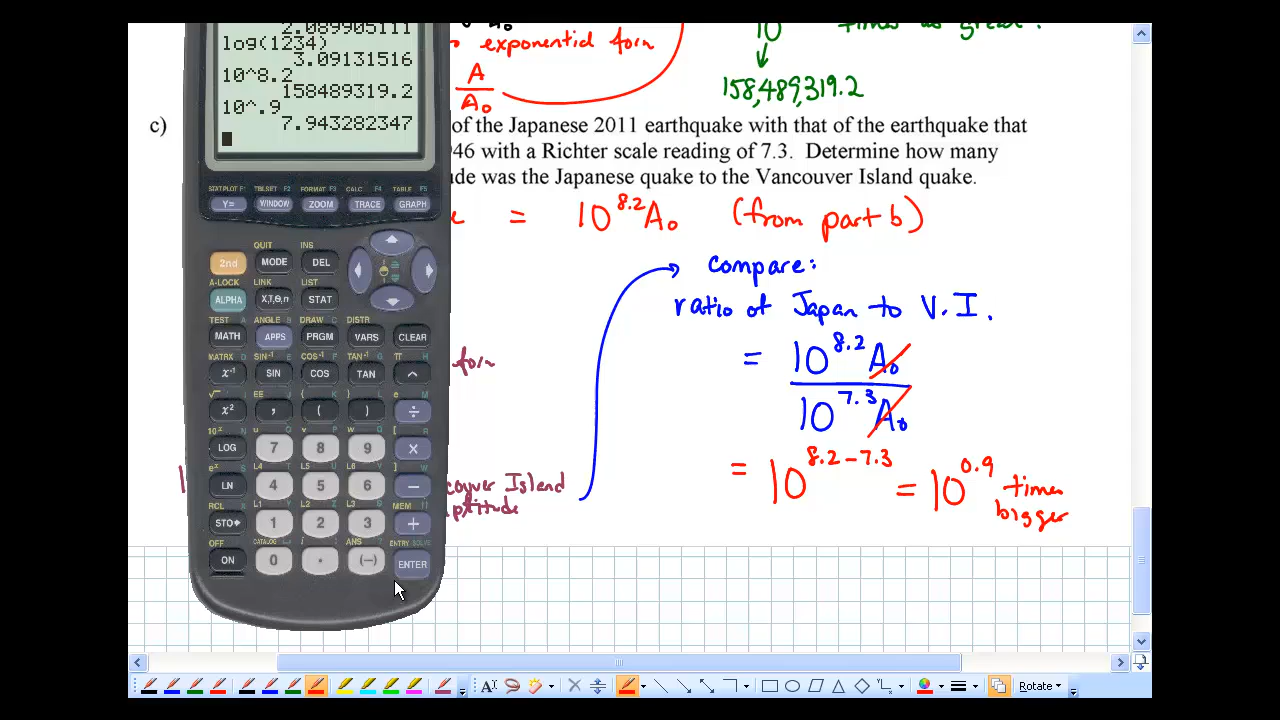 2.089905111
log(1234)
3.09131516
10^8.2
158489319.2
10^.9
7.943282347
exponential form
A
A₀
10 times as great.
158,489,319.2
c) of the Japanese 2011 earthquake with that of the earthquake that
46 with a Richter scale reading of 7.3. Determine how many
de was the Japanese quake to the Vancouver Island quake.
= 10^8.2 A₀ (from part b)
compare:
ratio of Japan to V.I.
= 10^8.2 A₀
10^7.3 A₀
= 10^8.2-7.3 = 10^0.9 times
bigger
form
couver Island
plitude
STAT PLOT F1 TBLSET F2 FORMAT F3 CALC F4 TABLE F5
Y= WINDOW ZOOM TRACE GRAPH
QUIT INS
2nd MODE DEL
A-LOCK LINK LIST
ALPHA X,T,Θ,n STAT
TEST A ANGLE B DRAW C DISTR
MATH APPS PRGM VARS CLEAR
MATRX D SIN⁻¹ E COS⁻¹ F TAN⁻¹ G π H
x⁻¹ SIN COS TAN ^
√ I EE J { K } L e M
x² , ( ) ÷
10ˣ N u O v P w Q [ R
LOG 7 8 9 ×
eˣ S L4 T L5 U L6 V ] W
LN 4 5 6 −
RCL X L1 Y L2 Z L3 θ MEM "
STO▸ 1 2 3 +
OFF CATALOG i : ANS ? ENTRY SOLVE
ON 0 . (−) ENTER
A Rotate